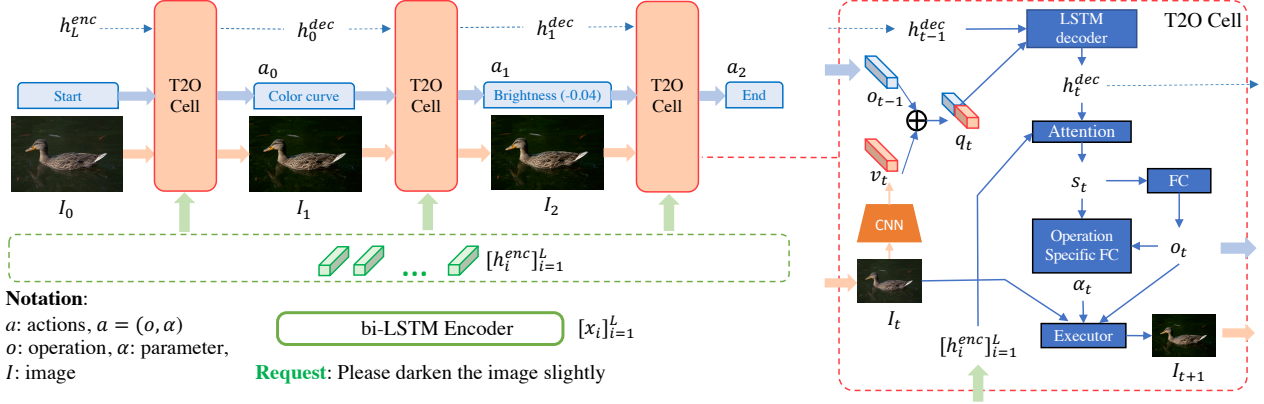 h_L^{enc}
h_0^{dec}
h_1^{dec}
Start
T2O Cell
a_0
Color curve
T2O Cell
a_1
Brightness (-0.04)
T2O Cell
a_2
End
I_0
I_1
I_2
...
[h_i^{enc}]_{i=1}^L
Notation:
a: actions, a = (o, α)
o: operation, α: parameter,
I: image
bi-LSTM Encoder
[x_i]_{i=1}^L
Request: Please darken the image slightly
T2O Cell
h_{t-1}^{dec}
LSTM decoder
o_{t-1}
h_t^{dec}
q_t
Attention
v_t
s_t
FC
CNN
Operation
Specific FC
o_t
α_t
I_t
[h_i^{enc}]_{i=1}^L
Executor
I_{t+1}